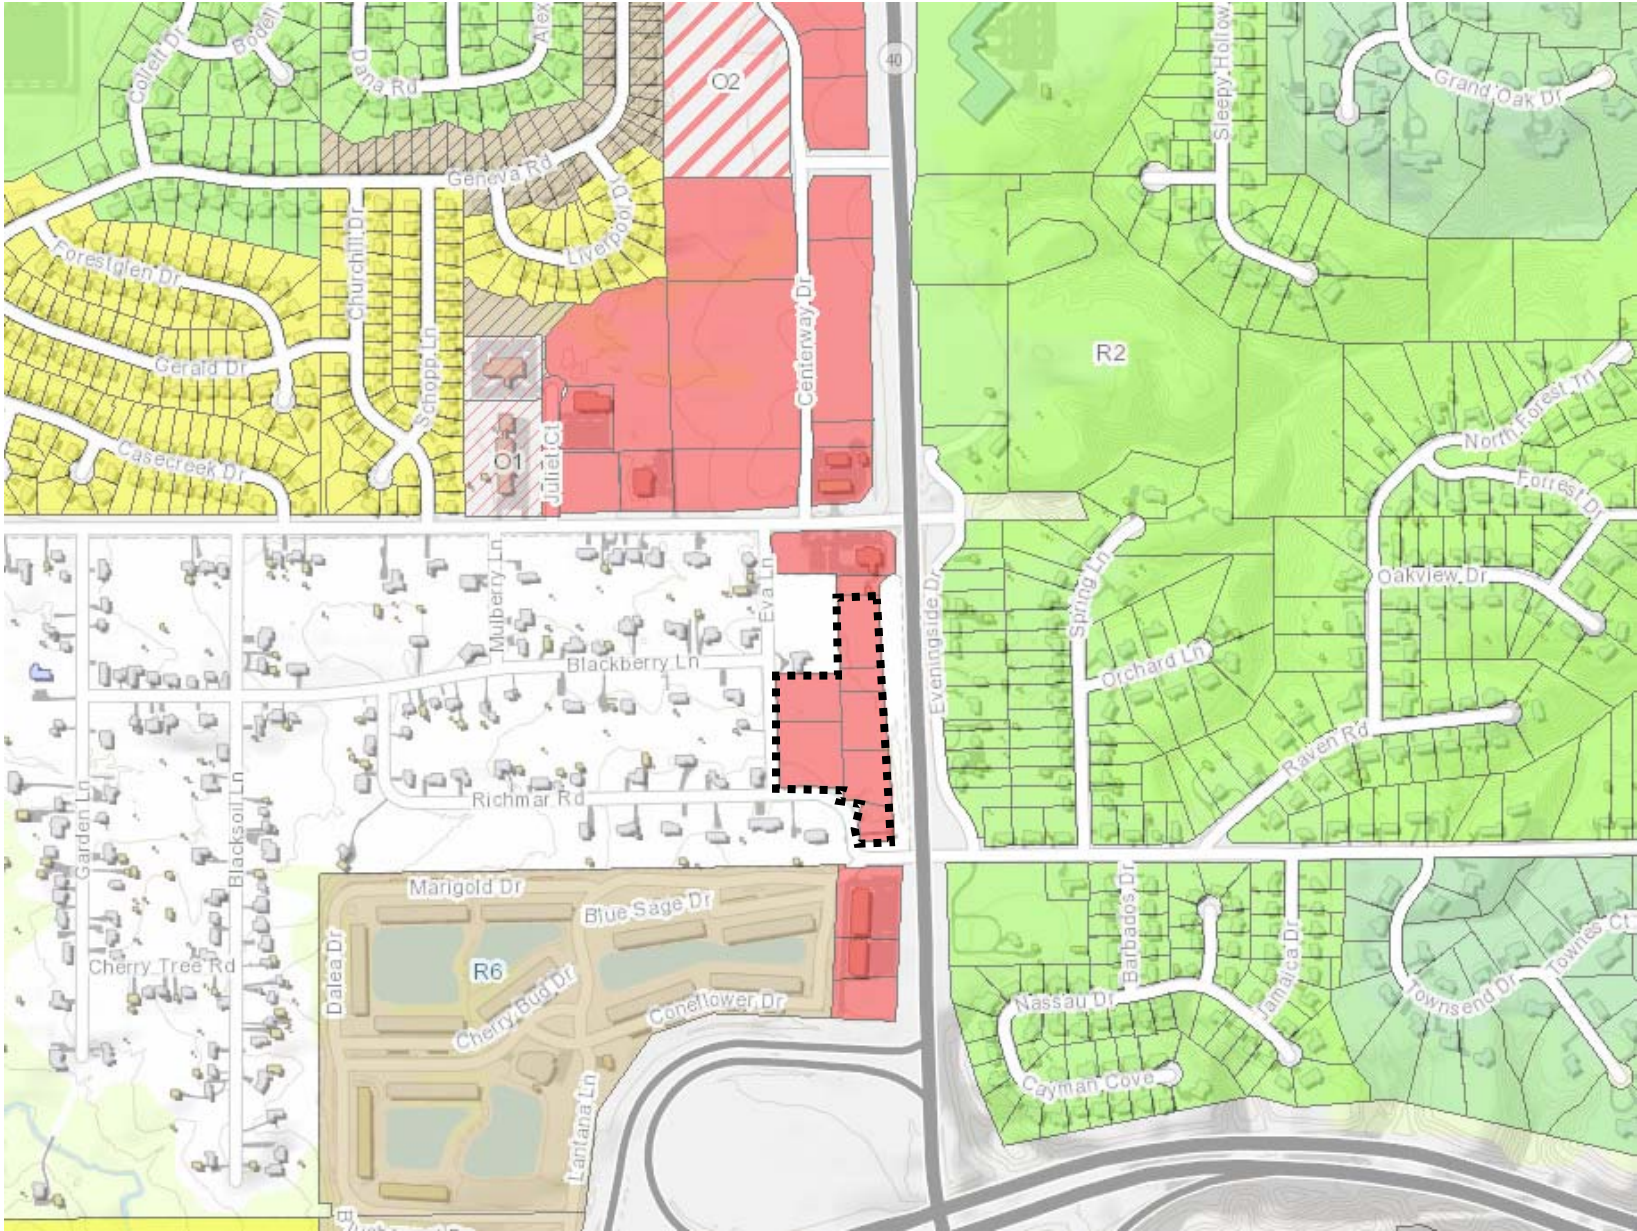 Collett Dr
Bedell
Dana Rd
Alex
O2
40
Sleepy Hollow
Grand Oak Dr
Geneva Rd
Liverpool D
Forestglen Dr
Churchill Dr
Schopp Ln
Centerway Dr
Gerald Dr
R2
North Forest Trl
Casecreek Dr
O1
Juliet Ct
Forrest Dr
Mulberry Ln
Eva Ln
Eveningside Dr
Spring Ln
Oakview Dr
Blackberry Ln
Orchard Ln
Raven Rd
Garden Ln
Blacksoil Ln
Richmar Rd
Marigold Dr
Blue Sage Dr
Barbados Dr
Jamaica Dr
Dalea Dr
Cherry Tree Rd
R6
Cherry Bud Dr
Coneflower Dr
Nassau Dr
Townsend Dr
Townes Ct
Cayman Cove
Lantana Ln